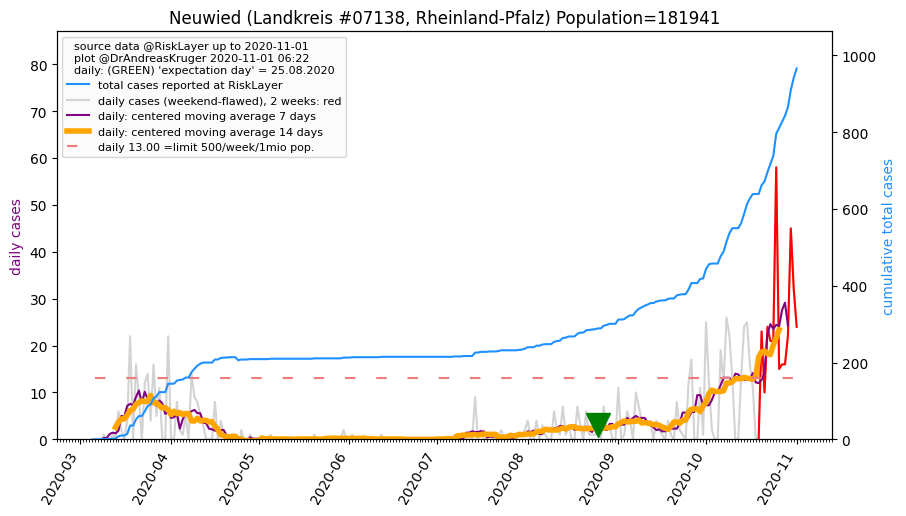 Neuwied (Landkreis #07138, Rheinland-Pfalz) Population=181941
source data @RiskLayer up to 2020-11-01
plot @DrAndreasKruger 2020-11-01 06:22
daily: (GREEN) 'expectation day' = 25.08.2020
total cases reported at RiskLayer
daily cases (weekend-flawed), 2 weeks: red
daily: centered moving average 7 days
daily: centered moving average 14 days
daily 13.00 =limit 500/week/1mio pop.
daily cases
80
70
60
50
40
30
20
10
0
1000
800
600
400
200
0
cumulative total cases
2020-03
2020-04
2020-05
2020-06
2020-07
2020-08
2020-09
2020-10
2020-11